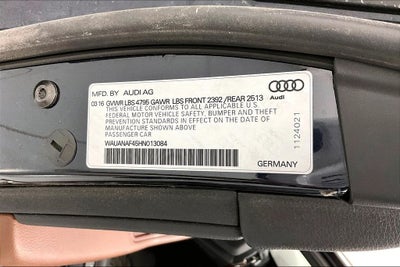 MFD. BY AUDI AG
03 16 GVWR LBS 4795 GAWR LBS FRONT 2392 /REAR 2513
THIS VEHICLE CONFORMS TO ALL APPLICABLE U.S.
FEDERAL MOTOR VEHICLE SAFETY, BUMPER AND THEFT
PREVENTION STANDARDS IN EFFECT ON THE DATE OF
MANUFACTURE SHOWN ABOVE.
PASSENGER CAR
WAUANAF45HN013084
Audi
1124021
GERMANY